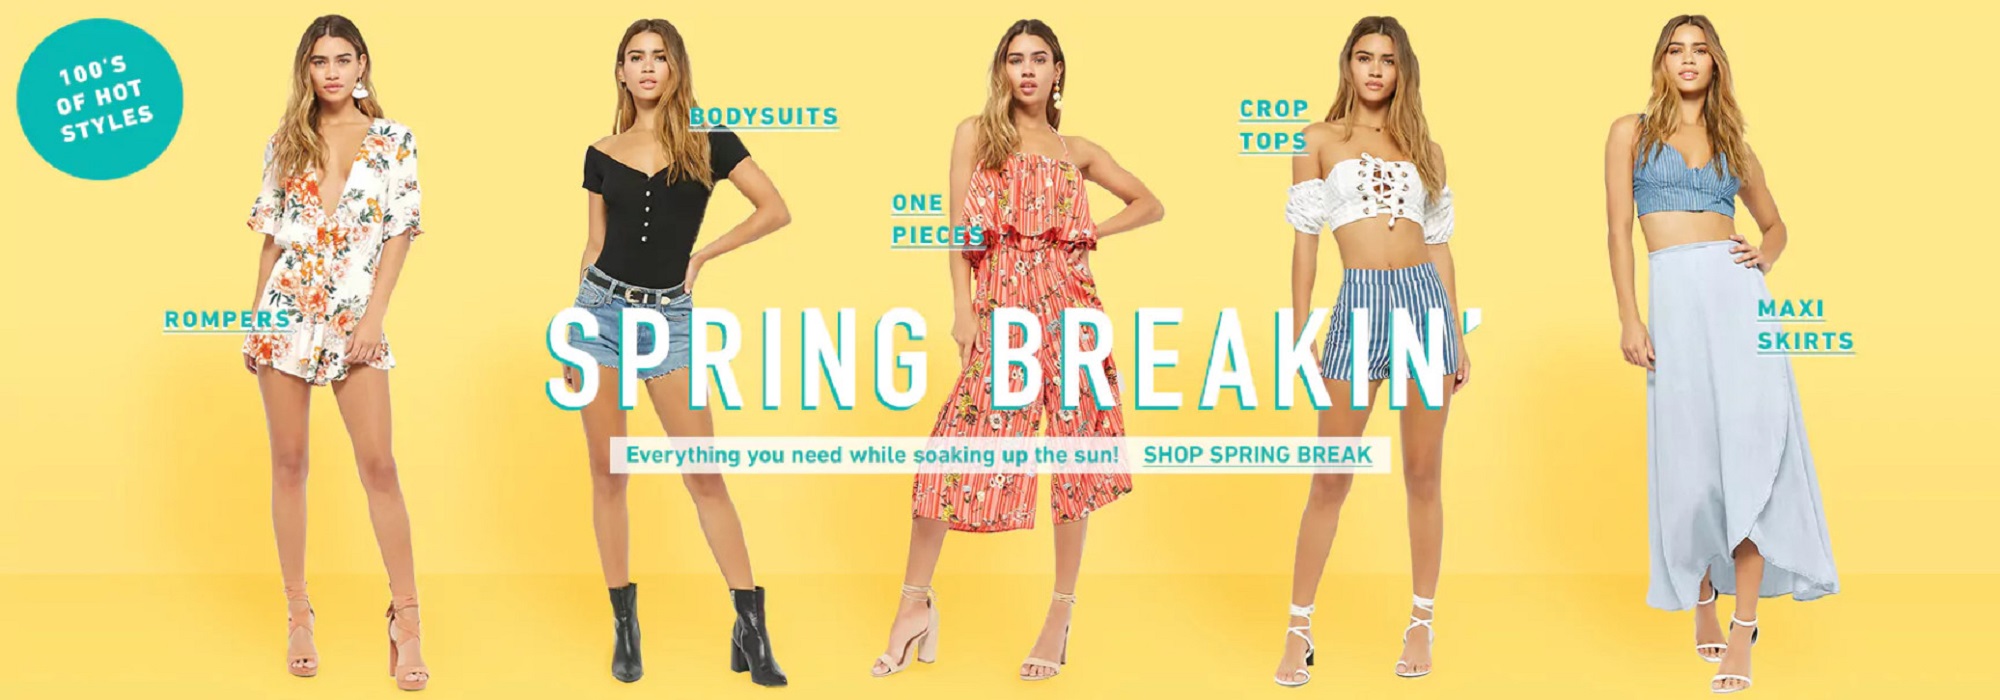 100'S
OF HOT
STYLES
ROMPERS
BODYSUITS
ONE
PIECES
CROP
TOPS
MAXI
SKIRTS
SPRING BREAKIN'
Everything you need while soaking up the sun! SHOP SPRING BREAK